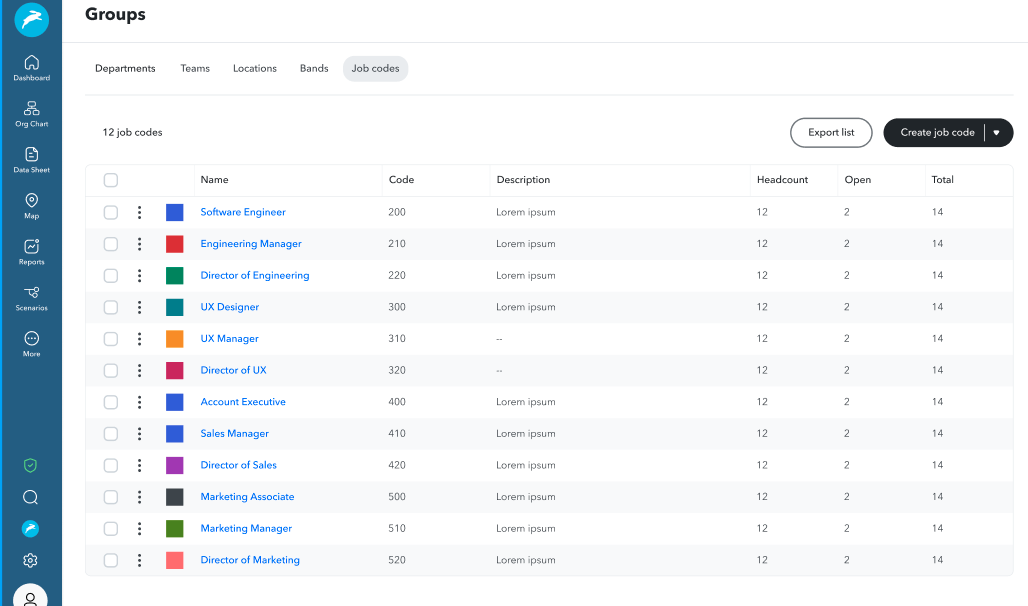 Groups
Dashboard
Org Chart
Data Sheet
Map
Reports
Scenarios
More
Departments Teams Locations Bands Job codes
12 job codes Export list Create job code
Name Code Description Headcount Open Total
Software Engineer 200 Lorem ipsum 12 2 14
Engineering Manager 210 Lorem ipsum 12 2 14
Director of Engineering 220 Lorem ipsum 12 2 14
UX Designer 300 Lorem ipsum 12 2 14
UX Manager 310 -- 12 2 14
Director of UX 320 -- 12 2 14
Account Executive 400 Lorem ipsum 12 2 14
Sales Manager 410 Lorem ipsum 12 2 14
Director of Sales 420 Lorem ipsum 12 2 14
Marketing Associate 500 Lorem ipsum 12 2 14
Marketing Manager 510 Lorem ipsum 12 2 14
Director of Marketing 520 Lorem ipsum 12 2 14